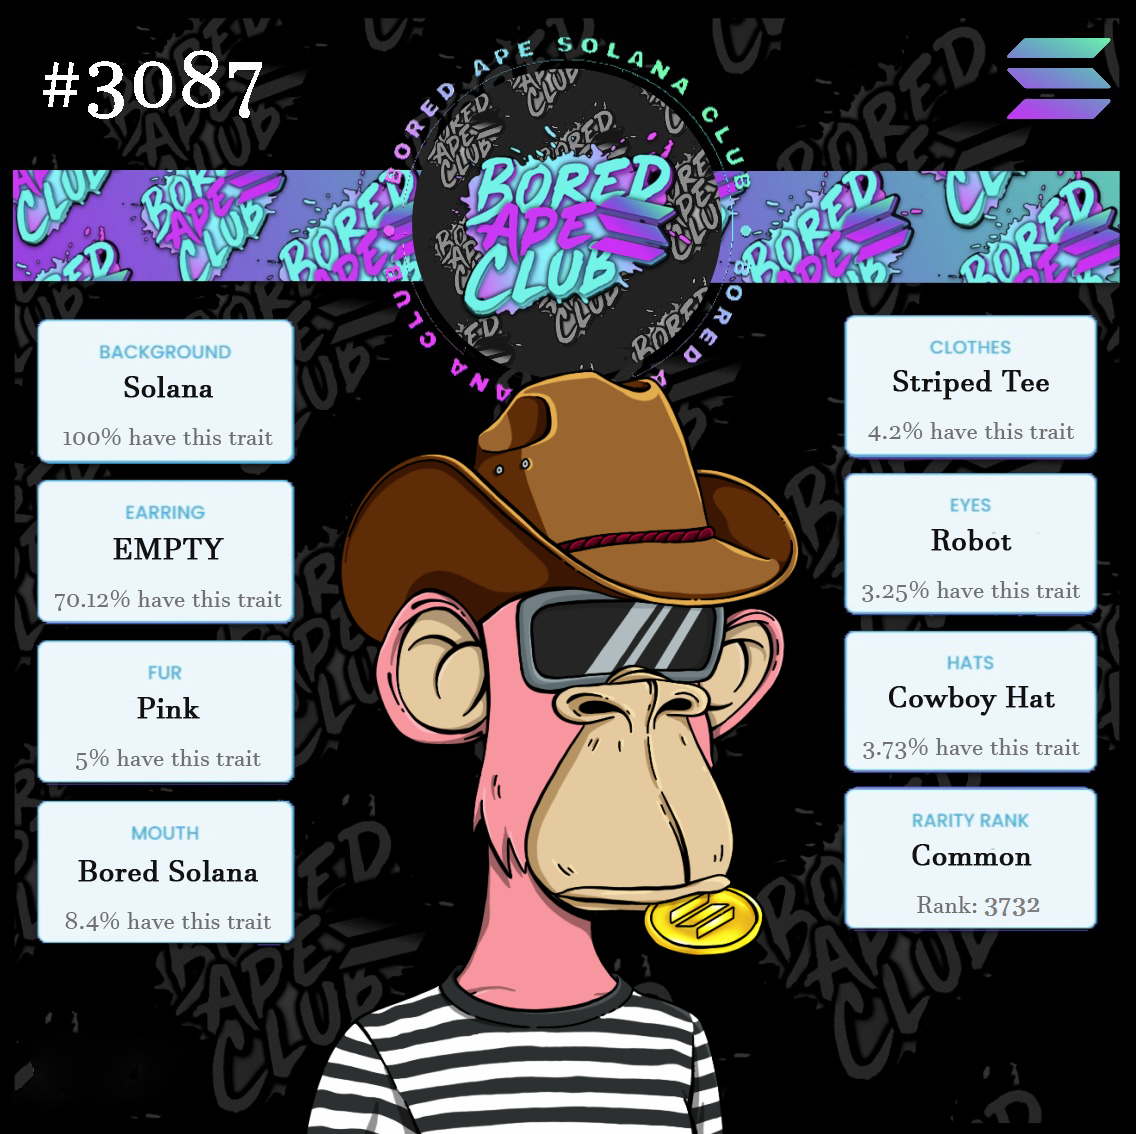 #3087
BORED APE SOLANA CLUB
BORED
APE
CLUB
BACKGROUND
Solana
100% have this trait
EARRING
EMPTY
70.12% have this trait
FUR
Pink
5% have this trait
MOUTH
Bored Solana
8.4% have this trait
CLOTHES
Striped Tee
4.2% have this trait
EYES
Robot
3.25% have this trait
HATS
Cowboy Hat
3.73% have this trait
RARITY RANK
Common
Rank: 3732